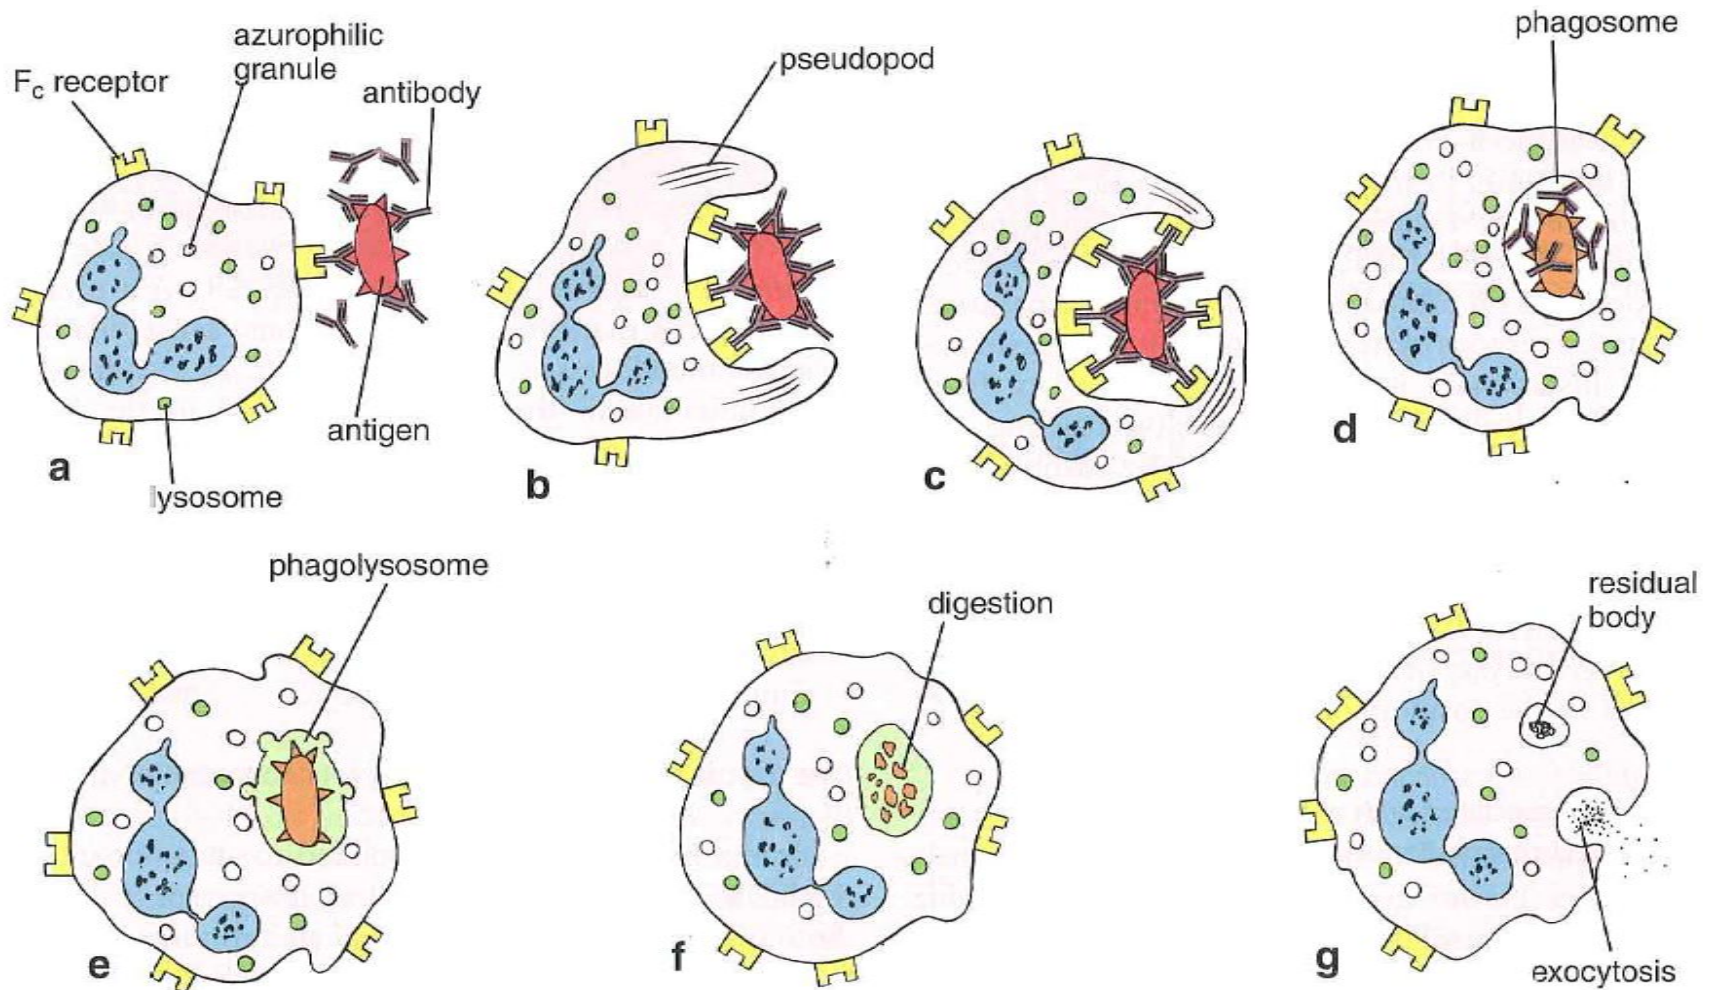 azurophilic
granule
Fc receptor
antibody
pseudopod
phagosome
antigen
lysosome
a
b
c
d
phagolysosome
digestion
residual
body
e
f
g
exocytosis